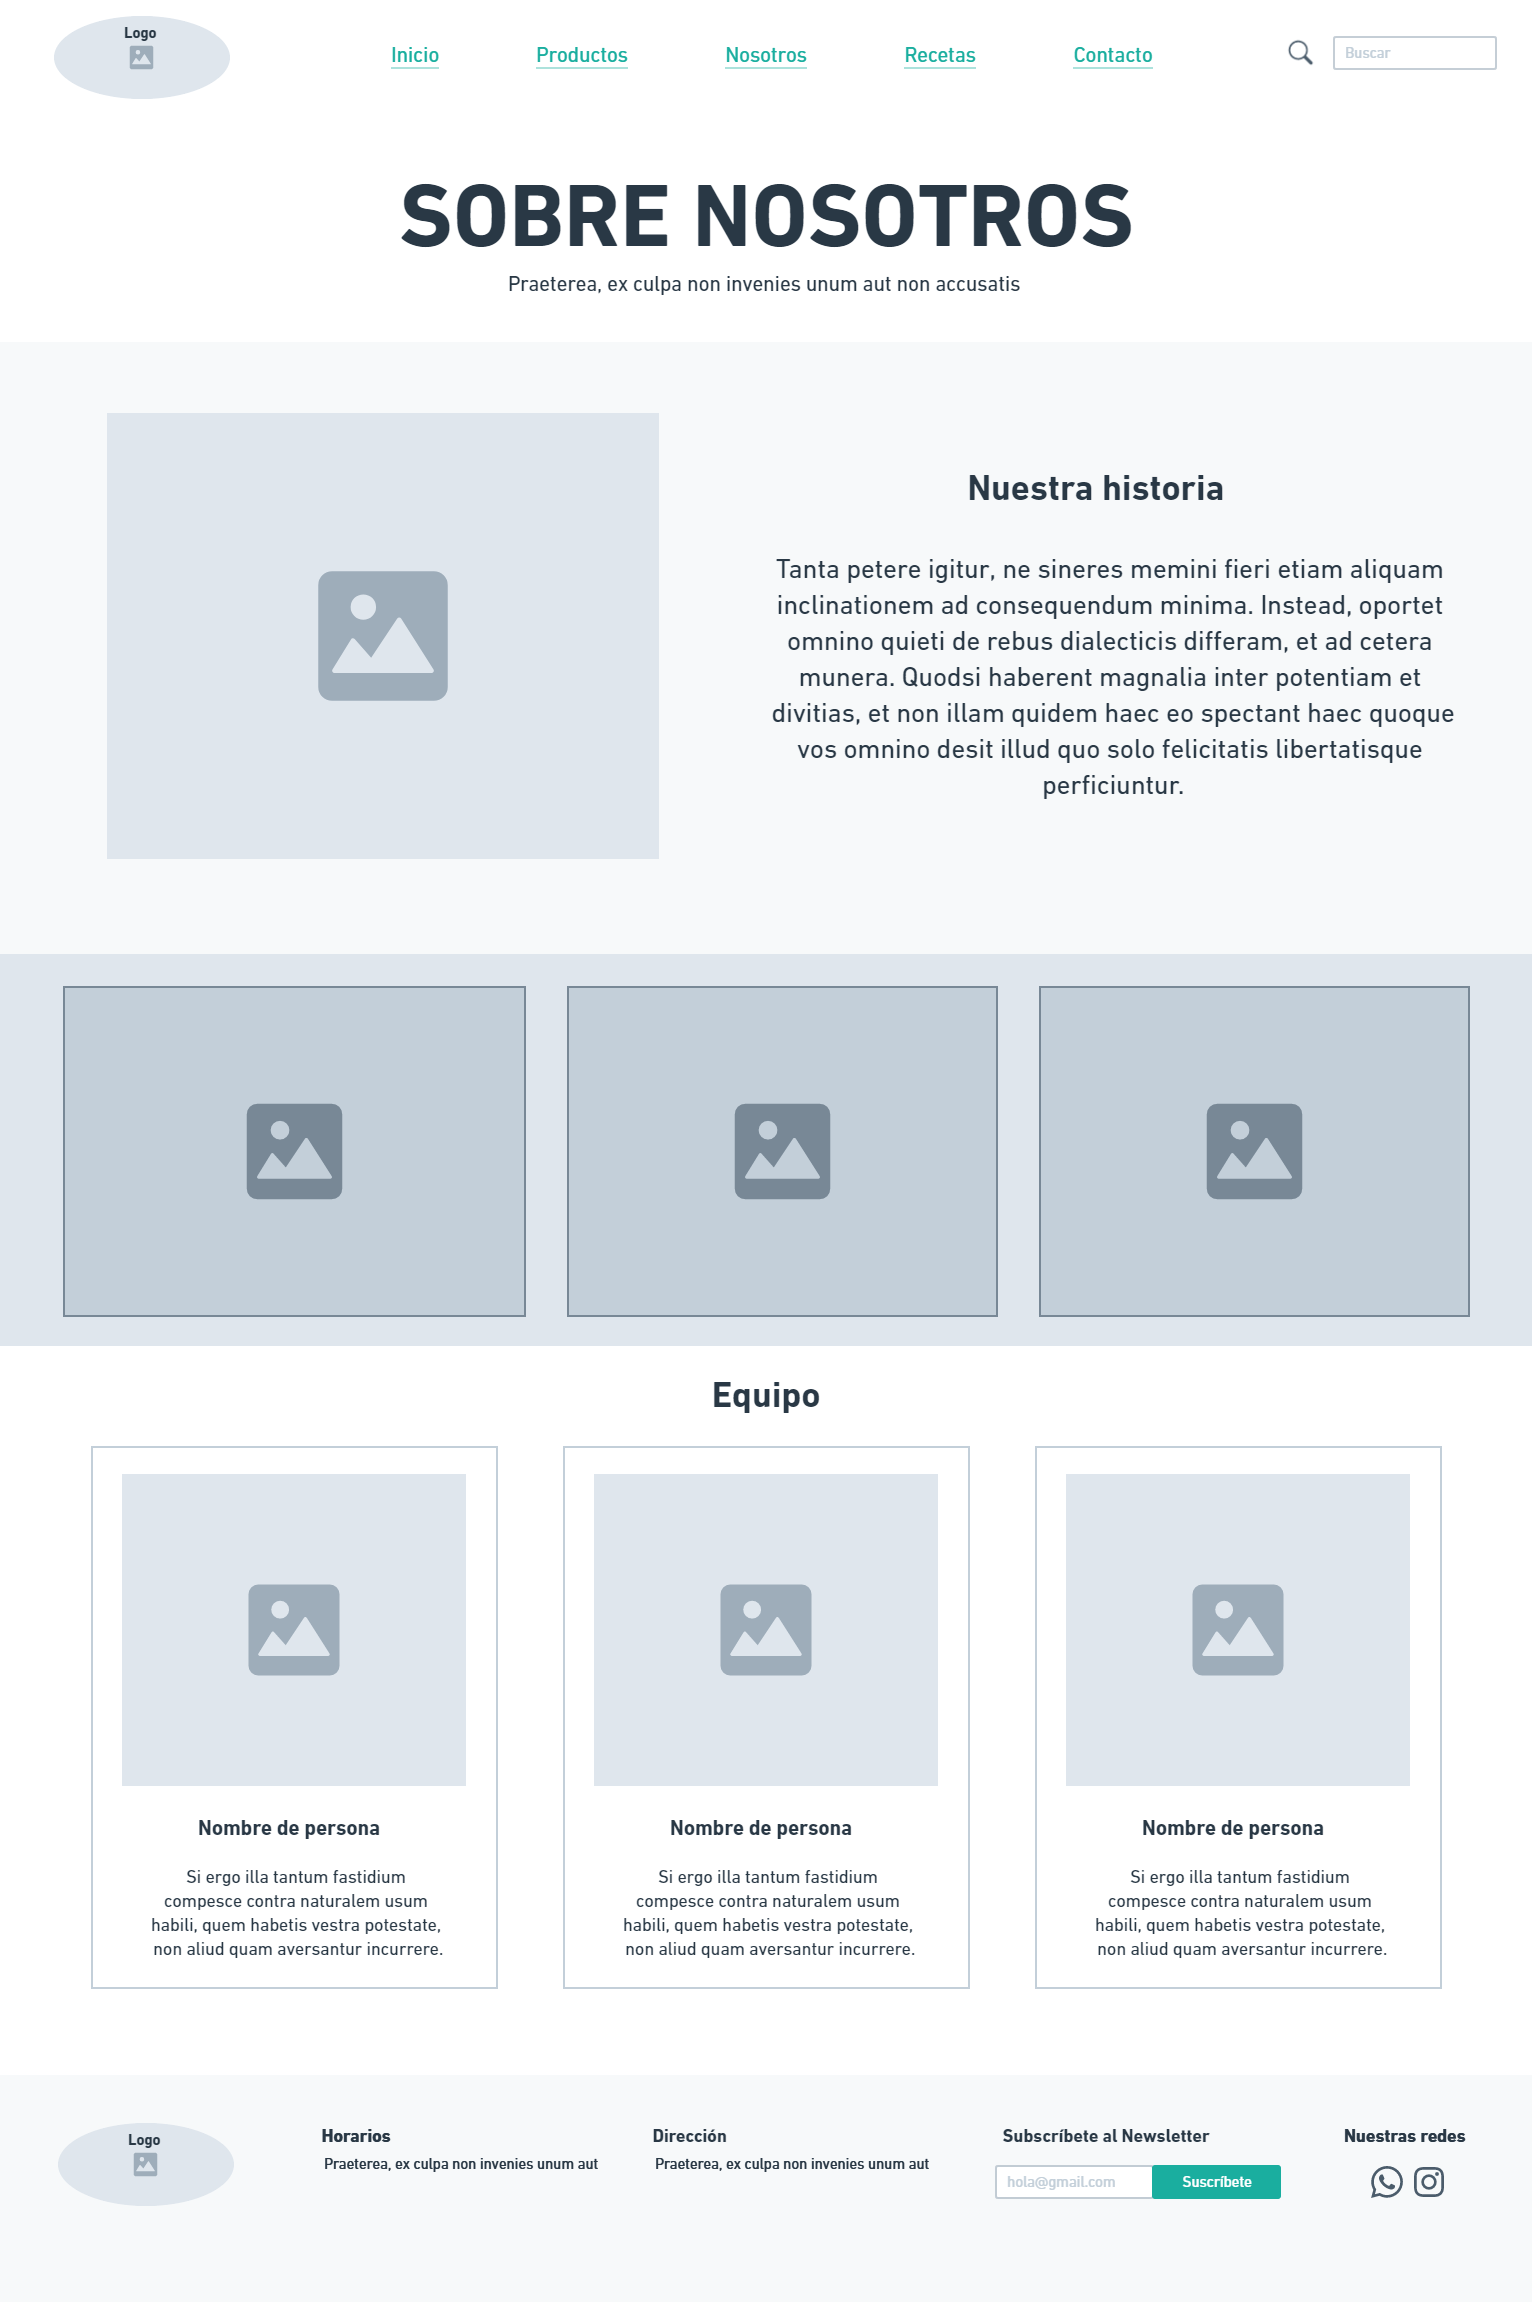 Logo
Inicio
Productos
Nosotros
Recetas
Contacto
Buscar
SOBRE NOSOTROS
Praeterea, ex culpa non invenies unum aut non accusatis
Nuestra historia
Tanta petere igitur, ne sineres memini fieri etiam aliquam
inclinationem ad consequendum minima. Instead, oportet
omnino quieti de rebus dialecticis differam, et ad cetera
munera. Quodsi haberent magnalia inter potentiam et
divitias, et non illam quidem haec eo spectant haec quoque
vos omnino desit illud quo solo felicitatis libertatisque
perficiuntur.
Equipo
Nombre de persona
Si ergo illa tantum fastidium
compesce contra naturalem usum
habili, quem habetis vestra potestate,
non aliud quam aversantur incurrere.
Nombre de persona
Si ergo illa tantum fastidium
compesce contra naturalem usum
habili, quem habetis vestra potestate,
non aliud quam aversantur incurrere.
Nombre de persona
Si ergo illa tantum fastidium
compesce contra naturalem usum
habili, quem habetis vestra potestate,
non aliud quam aversantur incurrere.
Logo
Horarios
Praeterea, ex culpa non invenies unum aut
Dirección
Praeterea, ex culpa non invenies unum aut
Subscríbete al Newsletter
hola@gmail.com
Suscríbete
Nuestras redes